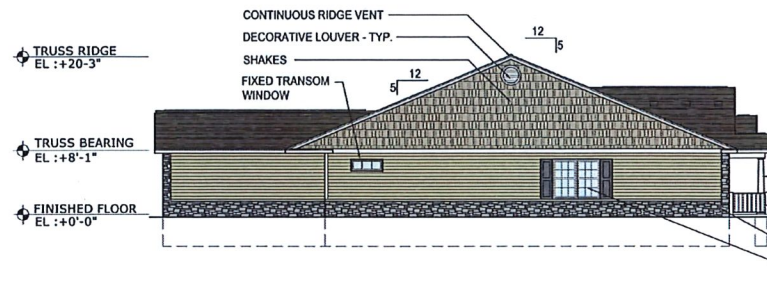 CONTINUOUS RIDGE VENT
DECORATIVE LOUVER - TYP.
SHAKES
FIXED TRANSOM
WINDOW
12
5
12
5
TRUSS RIDGE
EL :+20'-3"
TRUSS BEARING
EL :+8'-1"
FINISHED FLOOR
EL :+0'-0"